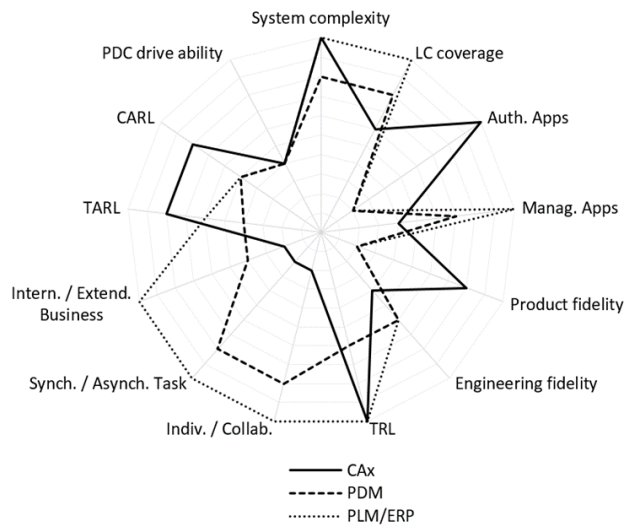 System complexity
PDC drive ability
LC coverage
CARL
Auth. Apps
TARL
Manag. Apps
Intern. / Extend.
Business
Product fidelity
Synch. / Asynch. Task
Engineering fidelity
Indiv. / Collab.
TRL
CAx
PDM
PLM/ERP